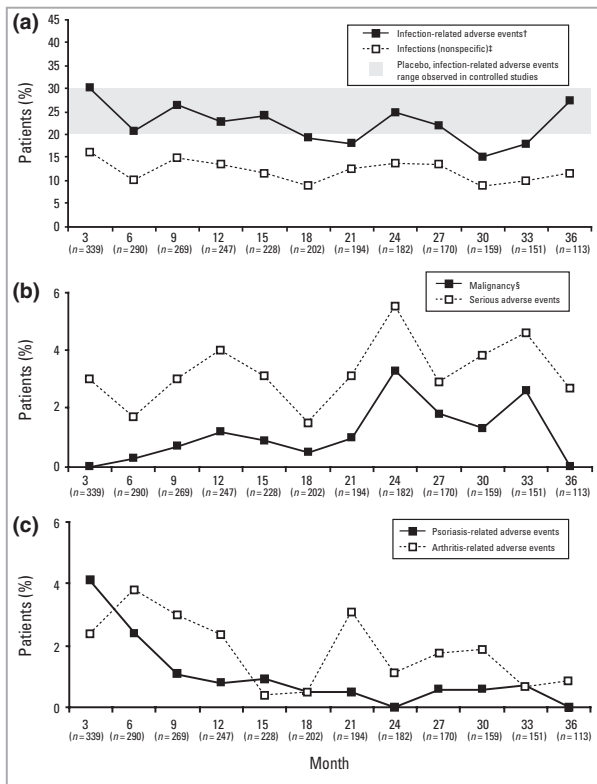 (a)
45
40
35
30
25
20
15
10
5
0
Patients (%)
Infection-related adverse events†
Infections (nonspecific)‡
Placebo, infection-related adverse events
range observed in controlled studies
3 6 9 12 15 18 21 24 27 30 33 36
(n = 339) (n = 290) (n = 269) (n = 247) (n = 228) (n = 202) (n = 194) (n = 182) (n = 170) (n = 159) (n = 151) (n = 113)
(b)
6
4
2
0
Patients (%)
Malignancy§
Serious adverse events
3 6 9 12 15 18 21 24 27 30 33 36
(n = 339) (n = 290) (n = 269) (n = 247) (n = 228) (n = 202) (n = 194) (n = 182) (n = 170) (n = 159) (n = 151) (n = 113)
(c)
6
4
2
0
Patients (%)
Psoriasis-related adverse events
Arthritis-related adverse events
3 6 9 12 15 18 21 24 27 30 33 36
(n = 339) (n = 290) (n = 269) (n = 247) (n = 228) (n = 202) (n = 194) (n = 182) (n = 170) (n = 159) (n = 151) (n = 113)
Month